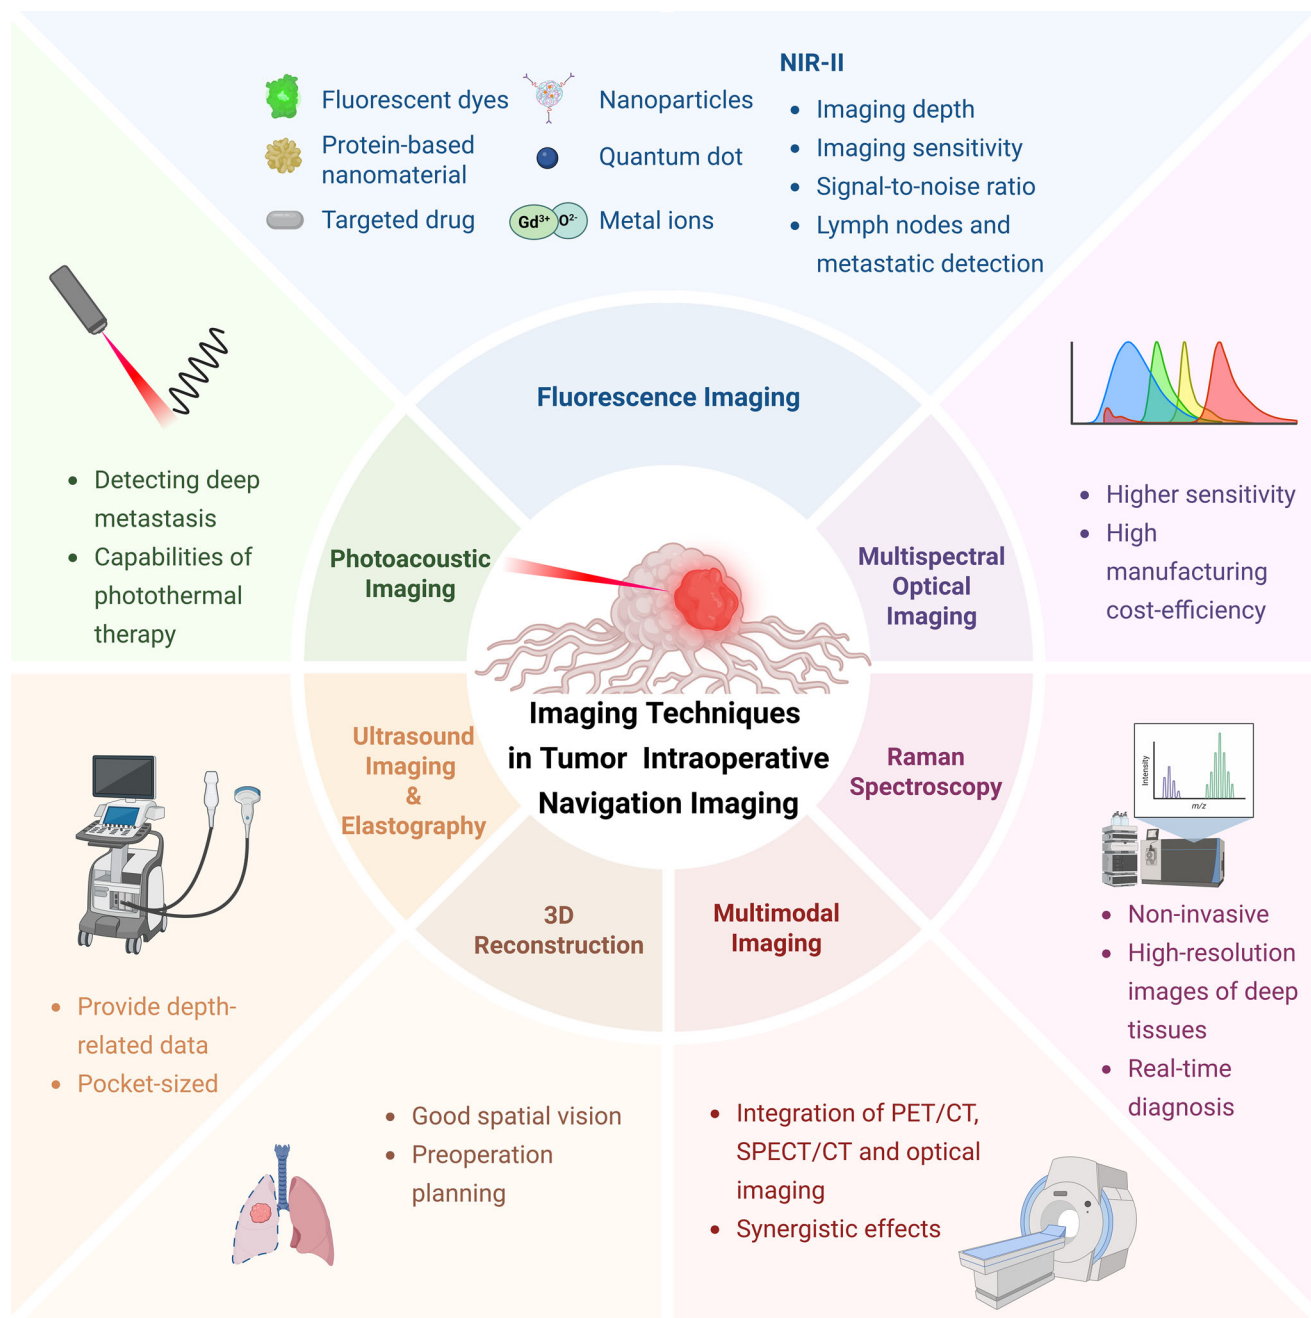 Fluorescent dyes
Protein-based
nanomaterial
Targeted drug
Nanoparticles
Quantum dot
Gd³⁺
O²⁻
Metal ions
NIR-II
• Imaging depth
• Imaging sensitivity
• Signal-to-noise ratio
• Lymph nodes and
metastatic detection
Fluorescence Imaging
• Detecting deep
metastasis
• Capabilities of
photothermal
therapy
Photoacoustic
Imaging
Multispectral
Optical
Imaging
• Higher sensitivity
• High
manufacturing
cost-efficiency
Imaging Techniques
in Tumor Intraoperative
Navigation Imaging
Ultrasound
Imaging
&
Elastography
• Provide depth-
related data
• Pocket-sized
Raman
Spectroscopy
Intensity
m/z
• Non-invasive
• High-resolution
images of deep
tissues
• Real-time
diagnosis
3D
Reconstruction
• Good spatial vision
• Preoperation
planning
Multimodal
Imaging
• Integration of PET/CT,
SPECT/CT and optical
imaging
• Synergistic effects